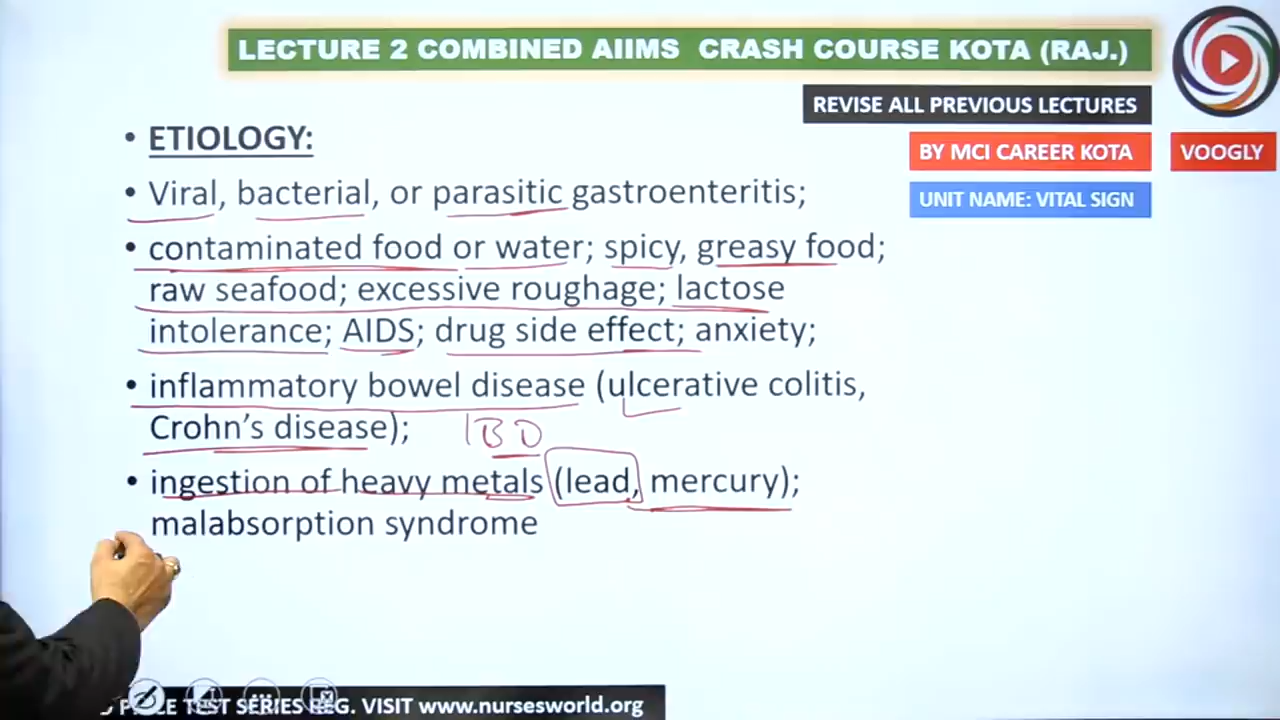 LECTURE 2 COMBINED AIIMS CRASH COURSE KOTA (RAJ.)
REVISE ALL PREVIOUS LECTURES
BY MCI CAREER KOTA
VOOGLY
UNIT NAME: VITAL SIGN
• ETIOLOGY:
• Viral, bacterial, or parasitic gastroenteritis;
• contaminated food or water; spicy, greasy food;
raw seafood; excessive roughage; lactose
intolerance; AIDS; drug side effect; anxiety;
• inflammatory bowel disease (ulcerative colitis,
Crohn's disease);
IBD
• ingestion of heavy metals (lead, mercury);
malabsorption syndrome
TEST SERIES REG. VISIT www.nursesworld.org